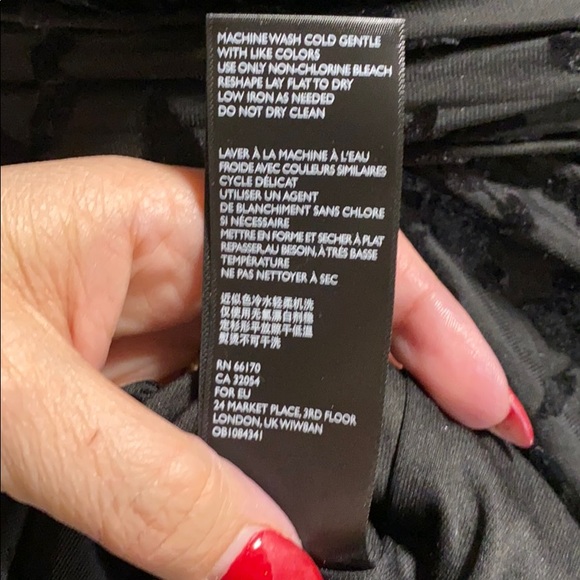 MACHINE WASH COLD GENTLE
WITH LIKE COLORS
USE ONLY NON-CHLORINE BLEACH
RESHAPE LAY FLAT TO DRY
LOW IRON AS NEEDED
DO NOT DRY CLEAN
LAVER À LA MACHINE À L'EAU
FROIDE AVEC COULEURS SIMILAIRES
CYCLE DÉLICAT
UTILISER UN AGENT
DE BLANCHIMENT SANS CHLORE
SI NÉCESSAIRE
METTRE EN FORME ET SÉCHER À PLAT
REPASSER, AU BESOIN, À TRÈS BASSE
TEMPÉRATURE
NE PAS NETTOYER À SEC
近似色冷水轻柔机洗
仅使用无氯漂白剂漂
定衫形平放晾干低温
熨烫不可干洗
RN 66170
CA 32054
FOR EU
24 MARKET PLACE, 3RD FLOOR
LONDON, UK W1W8AN
OB1084341